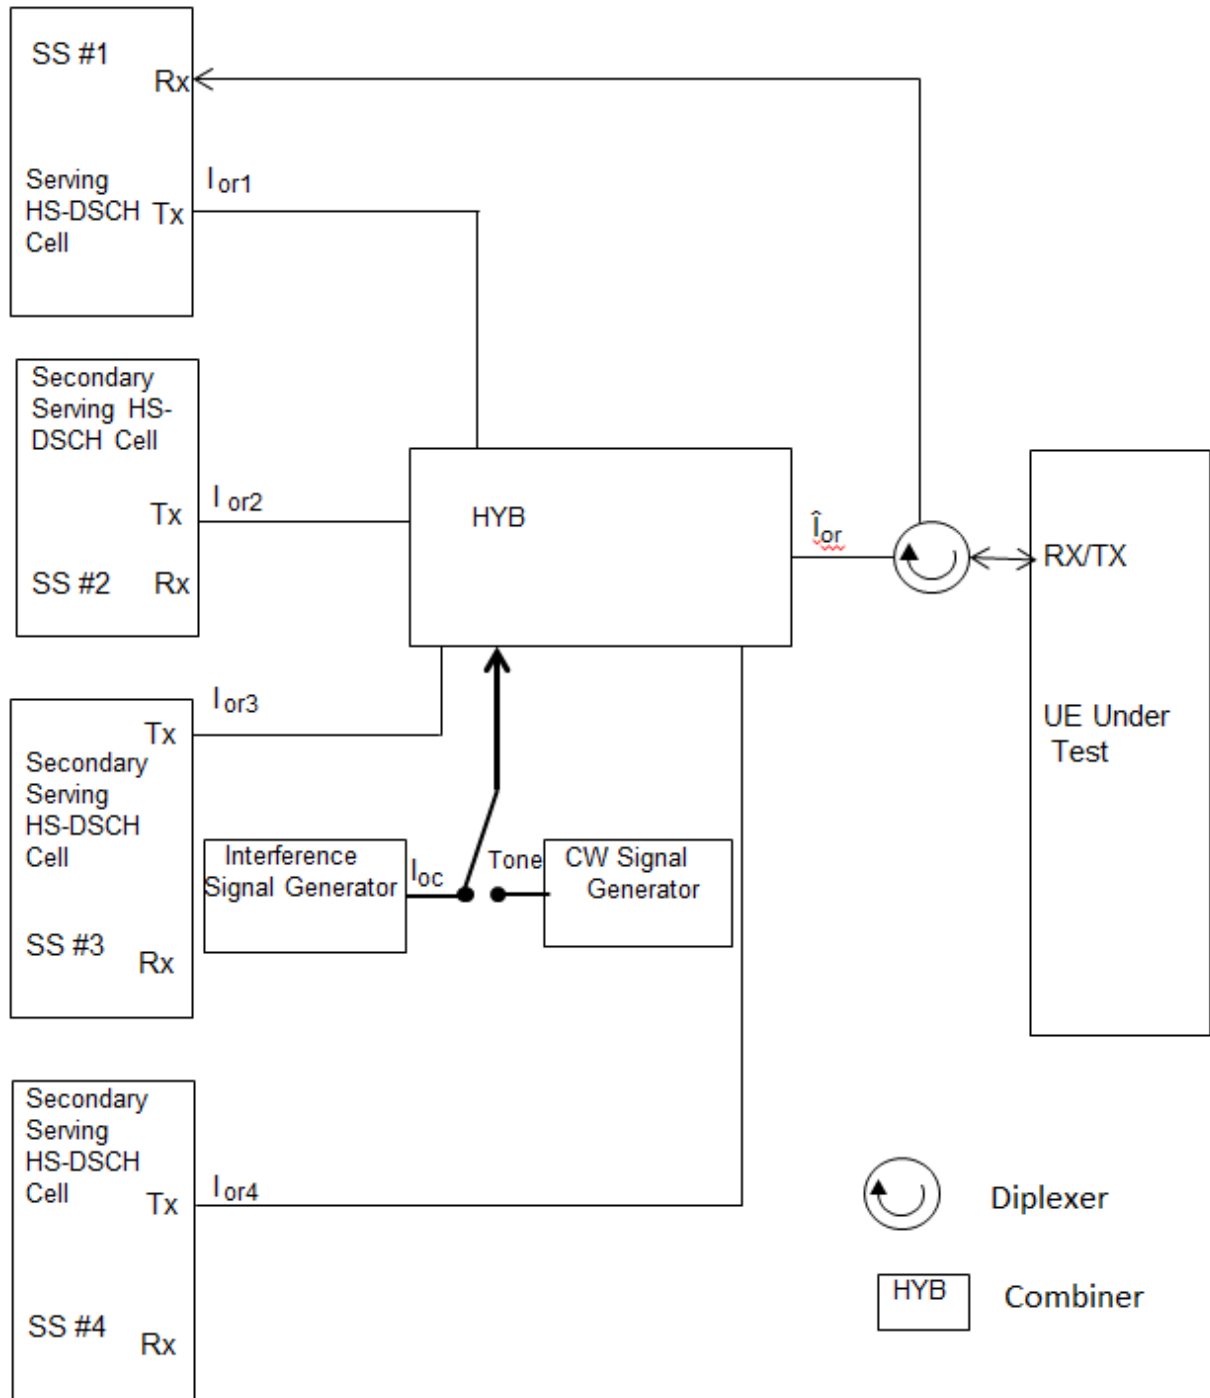 SS #1
Rx
Serving
HS-DSCH
Cell
Tx
I or1
Secondary
Serving HS-
DSCH Cell
Tx
I or2
SS #2
Rx
HYB
Îor
RX/TX
UE Under
Test
Tx
I or3
Secondary
Serving
HS-DSCH
Cell
SS #3
Rx
Interference
Signal Generator
Ioc
Tone
CW Signal
Generator
Secondary
Serving
HS-DSCH
Cell
Tx
I or4
SS #4
Rx
Diplexer
HYB
Combiner